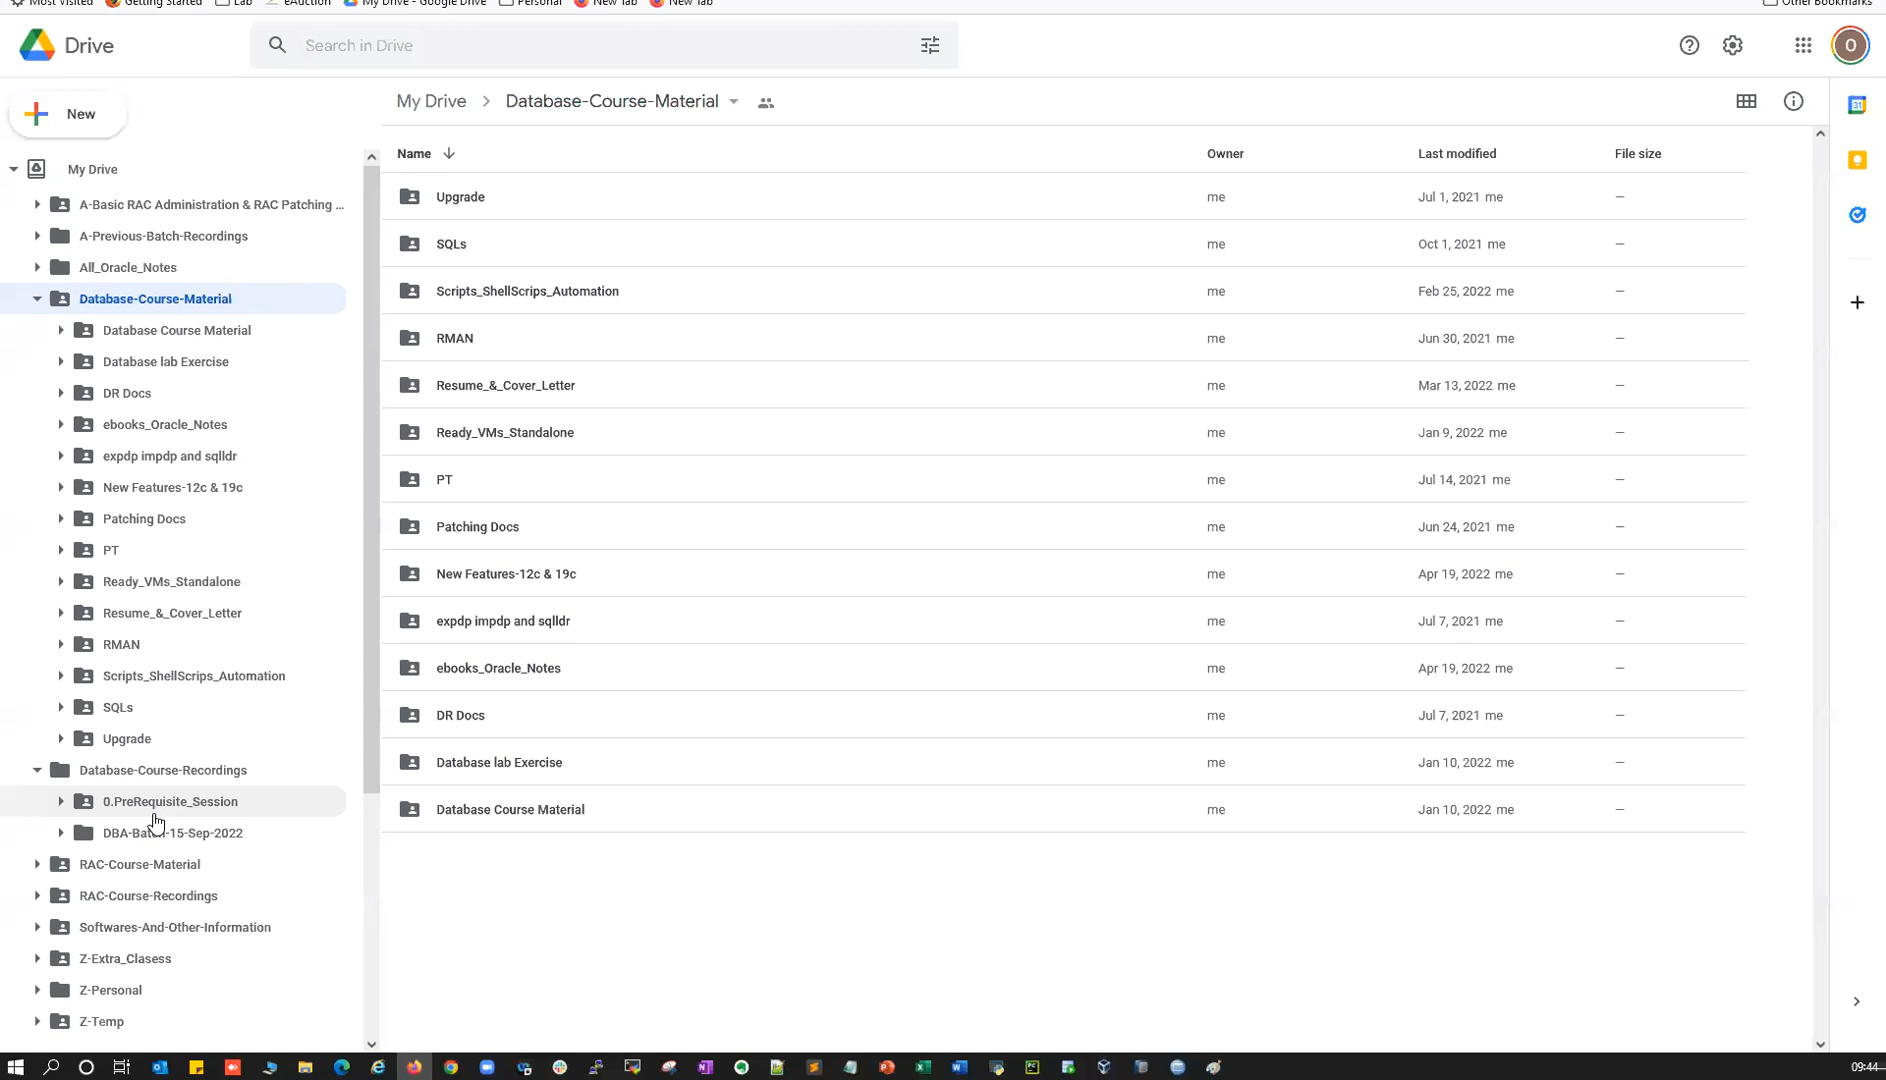 Most Visited Getting Started Lab eAuction My Drive - Google Drive Personal New Tab New Tab Other Bookmarks
Drive
Search in Drive
O
New
My Drive
A-Basic RAC Administration & RAC Patching ...
A-Previous-Batch-Recordings
All_Oracle_Notes
Database-Course-Material
Database Course Material
Database lab Exercise
DR Docs
ebooks_Oracle_Notes
expdp impdp and sqlldr
New Features-12c & 19c
Patching Docs
PT
Ready_VMs_Standalone
Resume_&_Cover_Letter
RMAN
Scripts_ShellScrips_Automation
SQLs
Upgrade
Database-Course-Recordings
0.PreRequisite_Session
DBA-Batch-15-Sep-2022
RAC-Course-Material
RAC-Course-Recordings
Softwares-And-Other-Information
Z-Extra_Clasess
Z-Personal
Z-Temp
My Drive > Database-Course-Material
Name Owner Last modified File size
Upgrade me Jul 1, 2021 me —
SQLs me Oct 1, 2021 me —
Scripts_ShellScrips_Automation me Feb 25, 2022 me —
RMAN me Jun 30, 2021 me —
Resume_&_Cover_Letter me Mar 13, 2022 me —
Ready_VMs_Standalone me Jan 9, 2022 me —
PT me Jul 14, 2021 me —
Patching Docs me Jun 24, 2021 me —
New Features-12c & 19c me Apr 19, 2022 me —
expdp impdp and sqlldr me Jul 7, 2021 me —
ebooks_Oracle_Notes me Apr 19, 2022 me —
DR Docs me Jul 7, 2021 me —
Database lab Exercise me Jan 10, 2022 me —
Database Course Material me Jan 10, 2022 me —
31
09:44